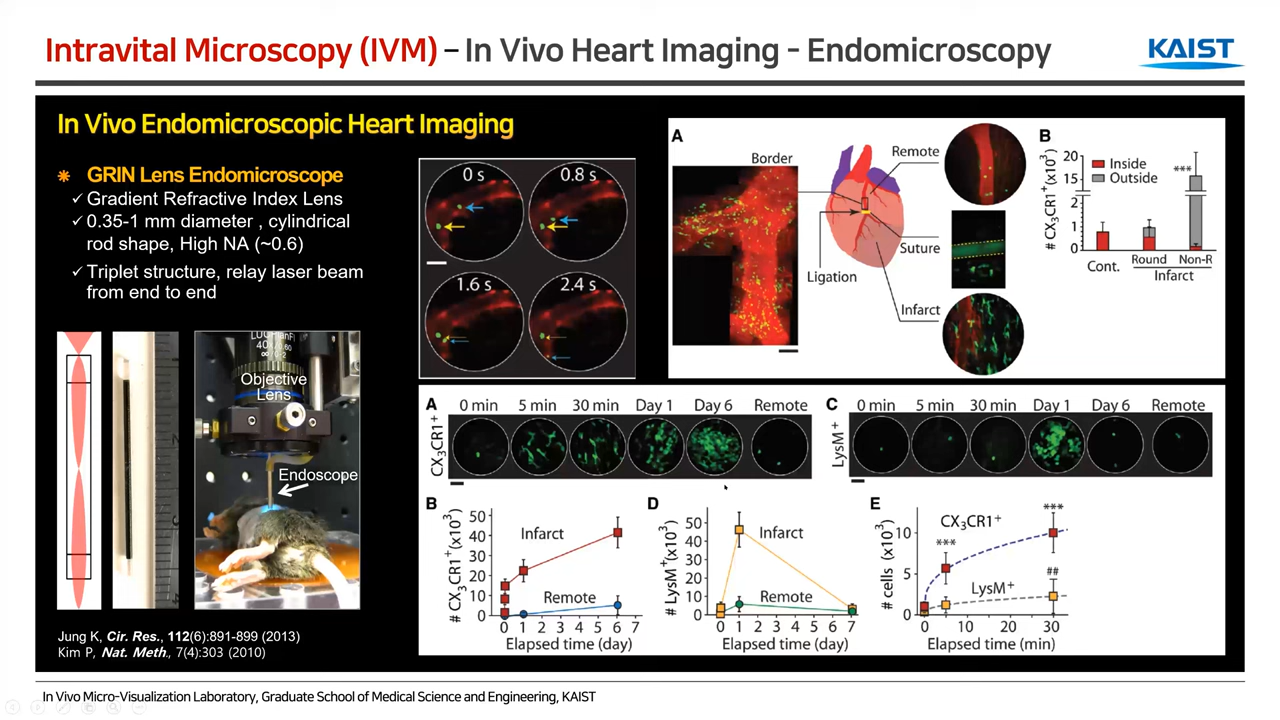 Intravital Microscopy (IVM) – In Vivo Heart Imaging - Endomicroscopy
KAIST
In Vivo Endomicroscopic Heart Imaging
GRIN Lens Endomicroscope
✓ Gradient Refractive Index Lens
✓ 0.35-1 mm diameter , cylindrical
rod shape, High NA (~0.6)
✓ Triplet structure, relay laser beam
from end to end
Objective
Lens
Endoscope
Jung K, Cir. Res., 112(6):891-899 (2013)
Kim P, Nat. Meth., 7(4):303 (2010)
0 s
0.8 s
1.6 s
2.4 s
A
Border
Remote
Suture
Ligation
Infarct
B
# CX3CR1+(x10³)
20
15
2
1
0
Inside
Outside
***
Cont.
Round
Non-R
Infarct
A
CX3CR1+
0 min
5 min
30 min
Day 1
Day 6
Remote
C
LysM+
0 min
5 min
30 min
Day 1
Day 6
Remote
B
# CX3CR1+(x10³)
50
40
30
20
10
0
Infarct
Remote
0 1 2 3 4 5 6 7
Elapsed time (day)
D
# LysM+(x10³)
50
40
30
20
10
0
Infarct
Remote
0 1 2 3 4 5 6 7
Elapsed time (day)
E
# cells (x10³)
10
5
0
CX3CR1+
***
***
LysM+
##
0 10 20 30
Elapsed time (min)
In Vivo Micro-Visualization Laboratory, Graduate School of Medical Science and Engineering, KAIST